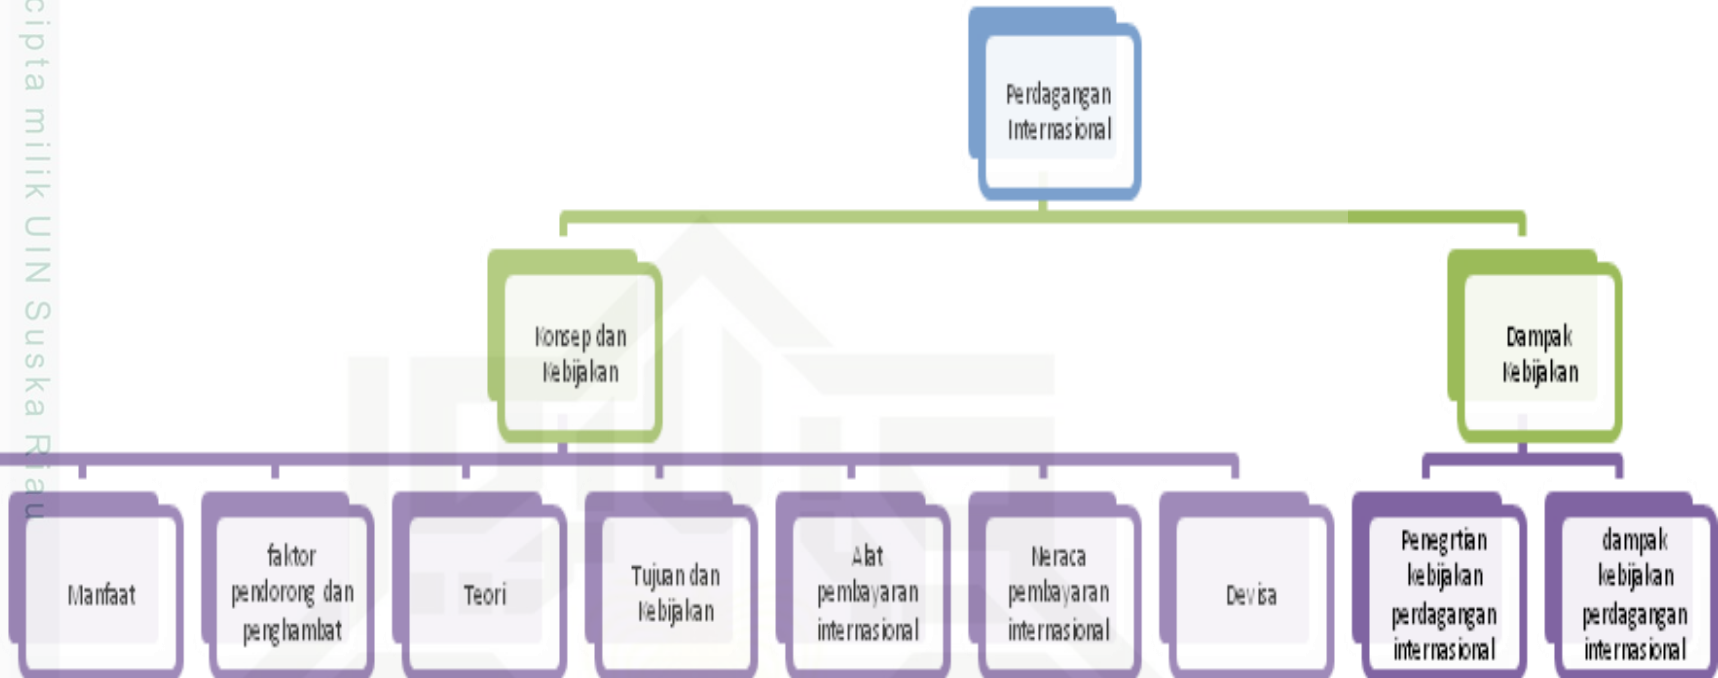 cipta milik UIN Suska Riau
Perdagangan
Internasional
Konsep dan
Kebijakan
Dampak
Kebijakan
Manfaat
faktor
pendorong dan
penghambat
Teori
Tujuan dan
Kebijakan
Alat
pembayaran
internasional
Neraca
pembayaran
internasional
Devisa
Penegrtian
kebijakan
perdagangan
internasional
dampak
kebijakan
perdagangan
internasional